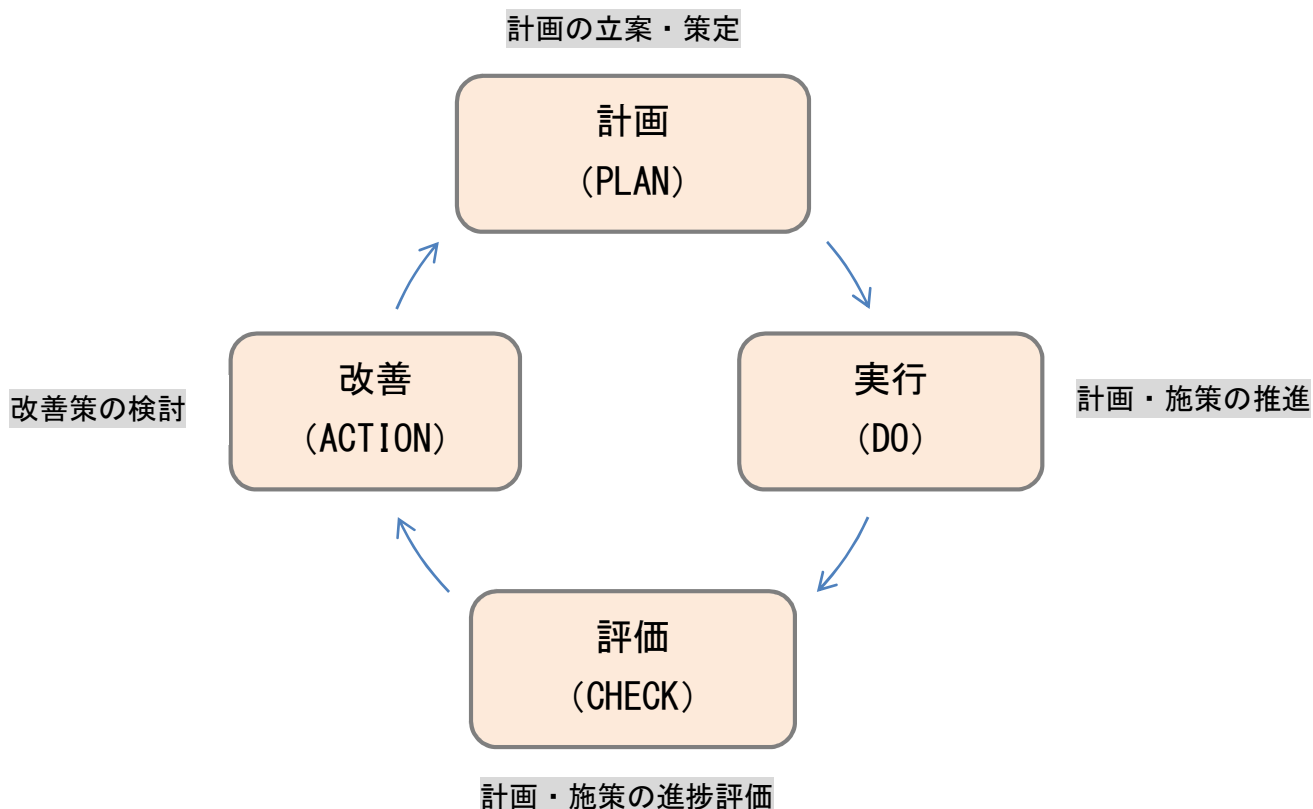 計画の立案・策定
計画
(PLAN)
改善
(ACTION)
改善策の検討
実行
(DO)
計画・施策の推進
評価
(CHECK)
計画・施策の進捗評価